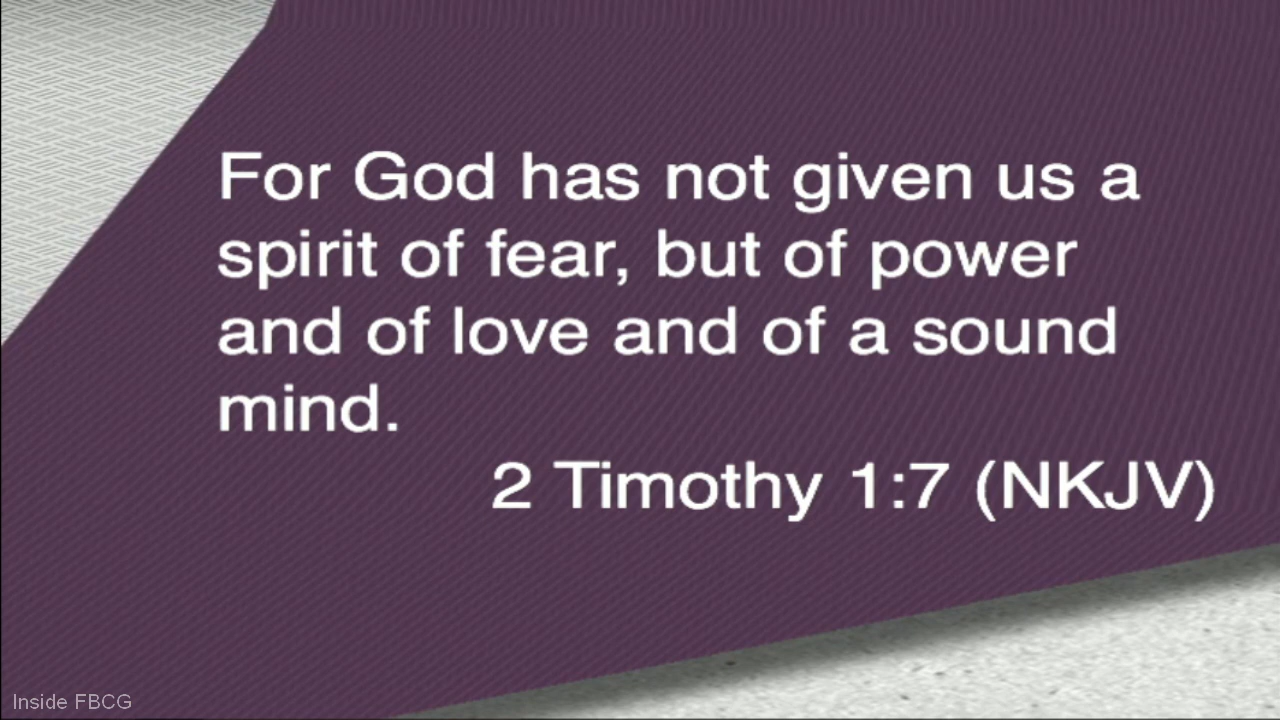 For God has not given us a
spirit of fear, but of power
and of love and of a sound
mind.
2 Timothy 1:7 (NKJV)
Inside FBCG